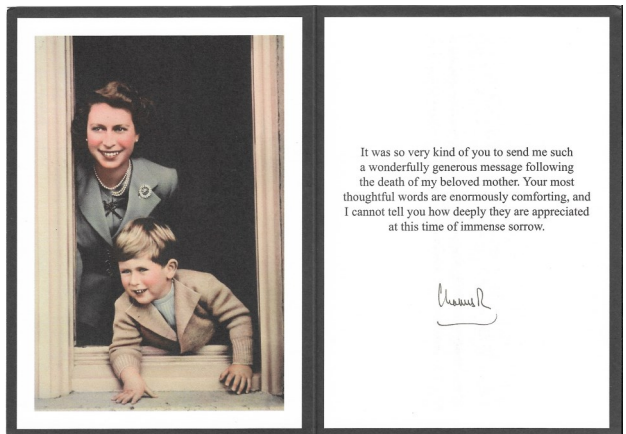 It was so very kind of you to send me such
a wonderfully generous message following
the death of my beloved mother. Your most
thoughtful words are enormously comforting, and
I cannot tell you how deeply they are appreciated
at this time of immense sorrow.
Charles R